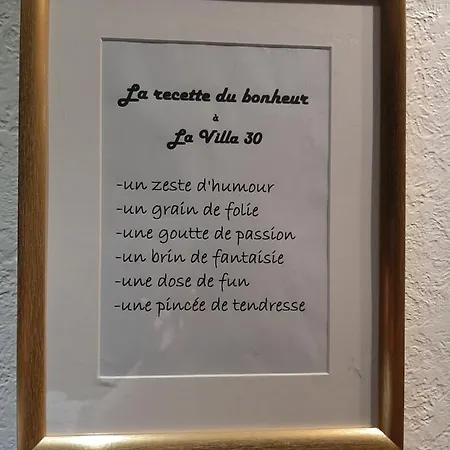 La recette du bonheur
à
La Villa 30
-un zeste d'humour
-un grain de folie
-une goutte de passion
-un brin de fantaisie
-une dose de fun
-une pincée de tendresse